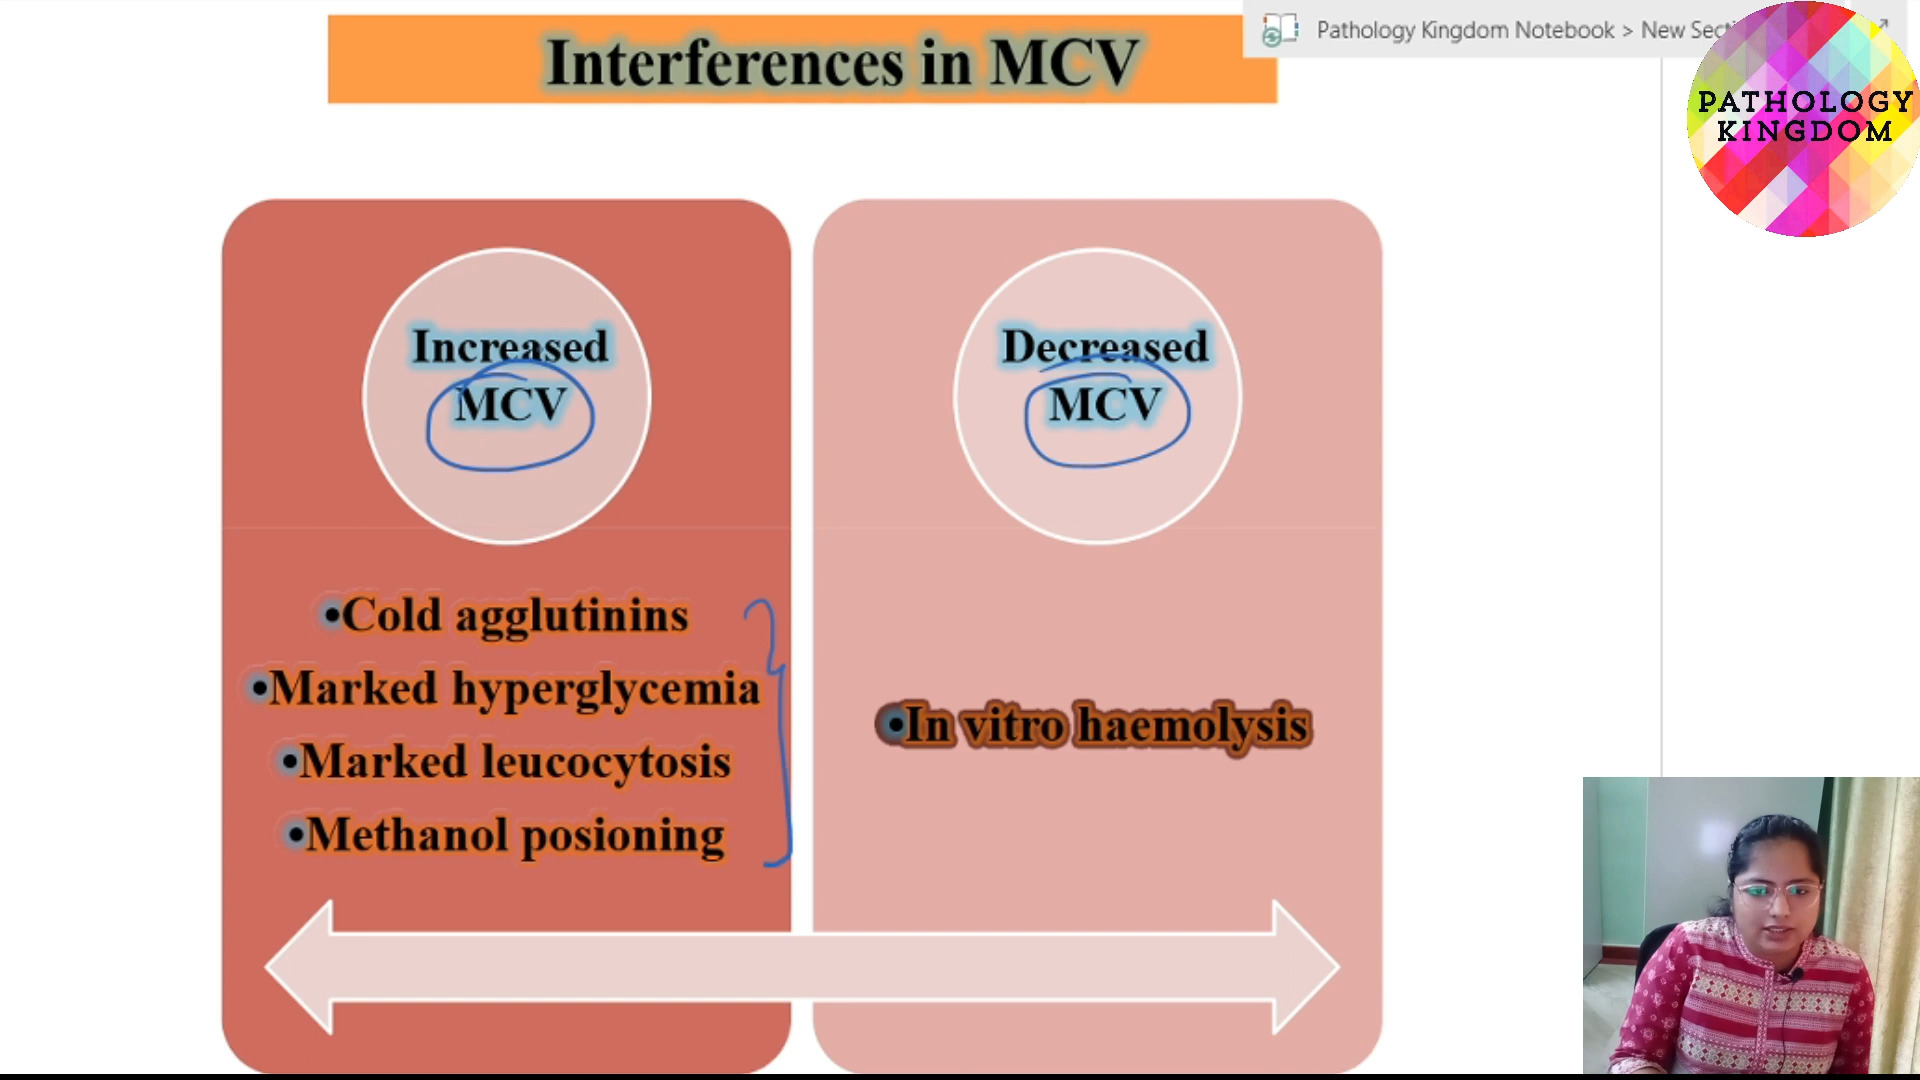 Interferences in MCV
Pathology Kingdom Notebook > New Secti
PATHOLOGY
KINGDOM
Increased
MCV
Decreased
MCV
•Cold agglutinins
•Marked hyperglycemia
•Marked leucocytosis
•Methanol posioning
•In vitro haemolysis